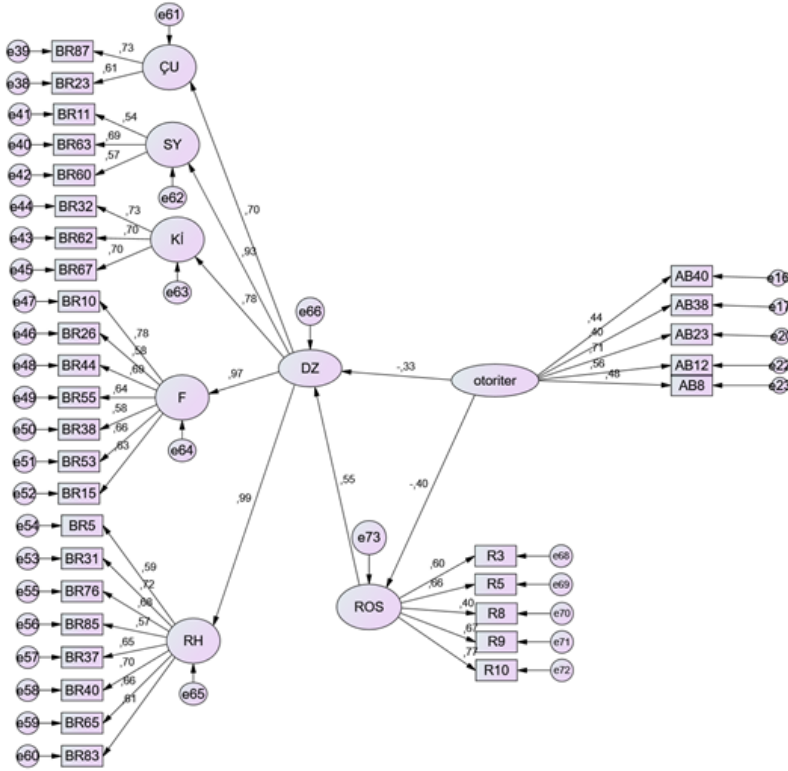 e61
e39 BR87 ,73
ÇU
e38 BR23 ,61
e41 BR11 ,54
e40 BR63 ,69
SY
e42 BR60 ,57
e62
e44 BR32 ,73
e43 BR62 ,70
Kİ
e45 BR67 ,70
e63
,70
,93
,78
e47 BR10 ,78
e46 BR26 ,58
e48 BR44 ,69
e49 BR55 ,64
F
e50 BR38 ,58
e51 BR53 ,66
e52 BR15 ,63
e64
,97
e66
DZ
-,33
otoriter
,44 AB40 e16
,40 AB38 e17
,71 AB23
,56 AB12 e22
,48 AB8 e23
,99
,55
-,40
e54 BR5 ,59
e53 BR31 ,72
e55 BR76 ,68
e56 BR85 ,57
RH
e57 BR37 ,65
e58 BR40 ,70
e59 BR65 ,66
e60 BR83 ,61
e65
e73
ROS
,60 R3 e68
,66 R5 e69
,40 R8 e70
,67 R9 e71
,77 R10 e72